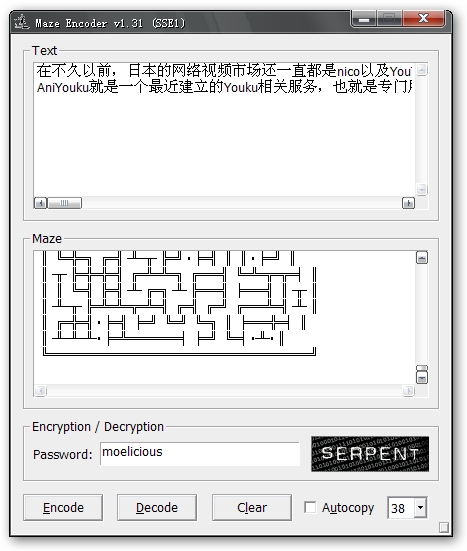 Maze Encoder v1.31 (SSE1)
Text
在不久以前，日本的网络视频市场还一直都是nico以及You
AniYouku就是一个最近建立的Youku相关服务，也就是专门
Maze
Encryption / Decryption
Password: moelicious
SERPENT
Encode Decode Clear Autocopy 38